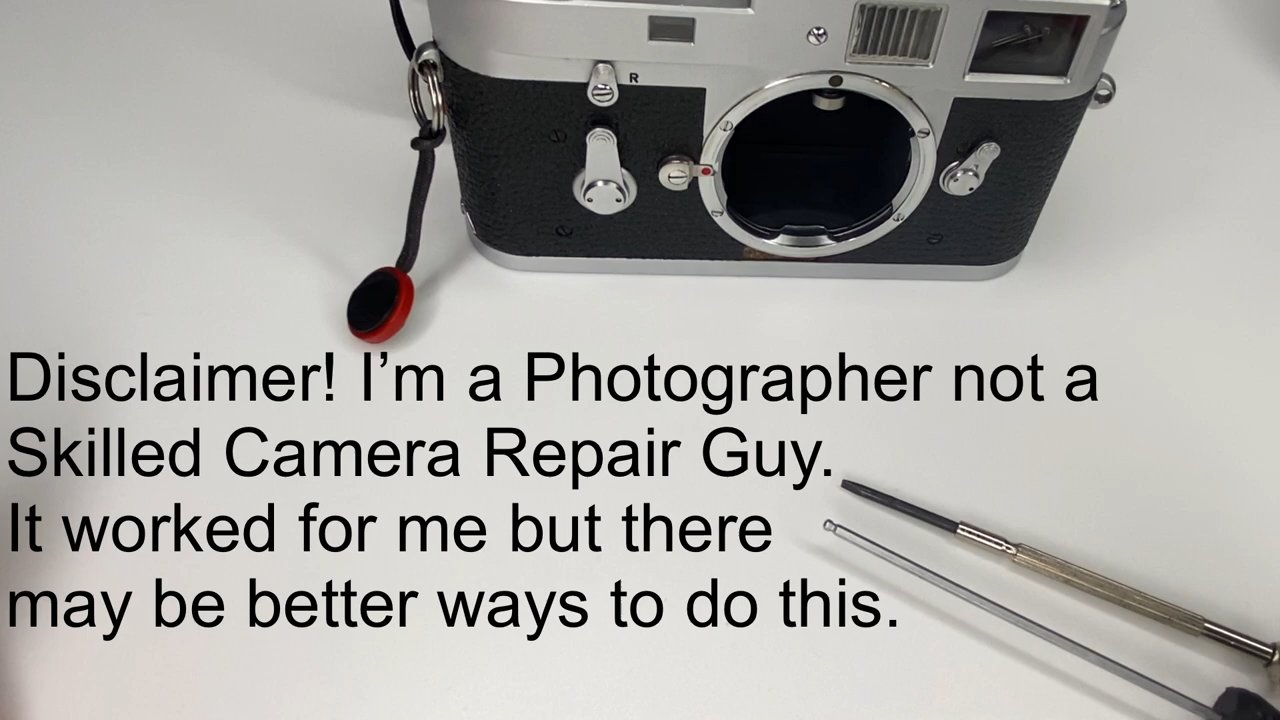 R
Disclaimer! I’m a Photographer not a
Skilled Camera Repair Guy.
It worked for me but there
may be better ways to do this.